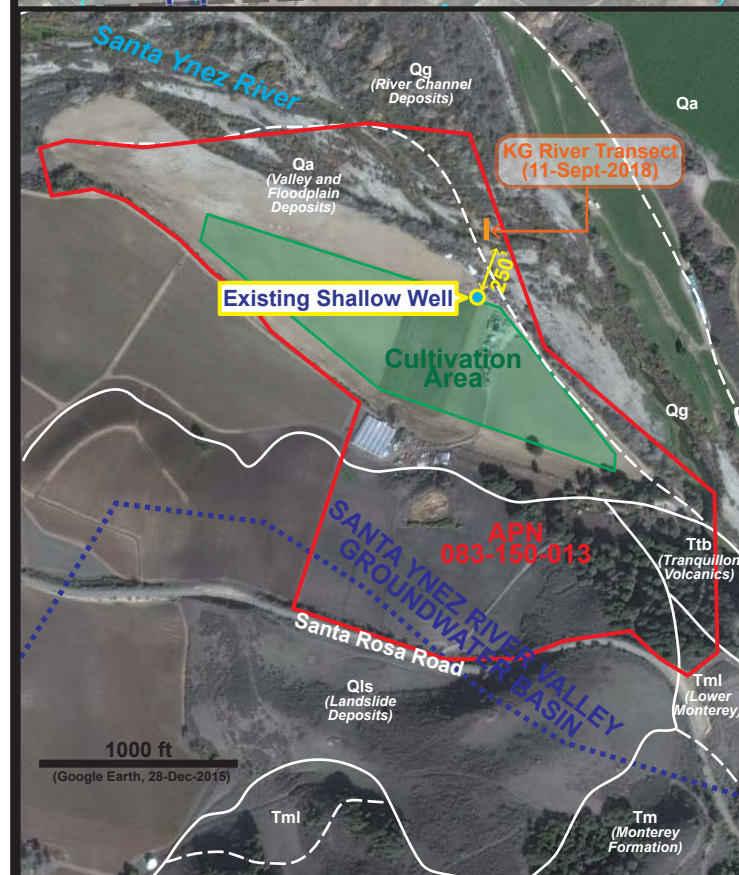 Santa Ynez River
Qg
(River Channel
Deposits)
Qa
KG River Transect
(11-Sept-2018)
Qa
(Valley and
Floodplain
Deposits)
250'
Existing Shallow Well
Cultivation
Area
Qg
APN
083-150-013
SANTA YNEZ RIVER VALLEY
GROUNDWATER BASIN
Ttb
(Tranquillon
Volcanics)
Santa Rosa Road
Qls
(Landslide
Deposits)
Tml
(Lower
Monterey)
1000 ft
(Google Earth, 28-Dec-2015)
Tml
Tm
(Monterey
Formation)